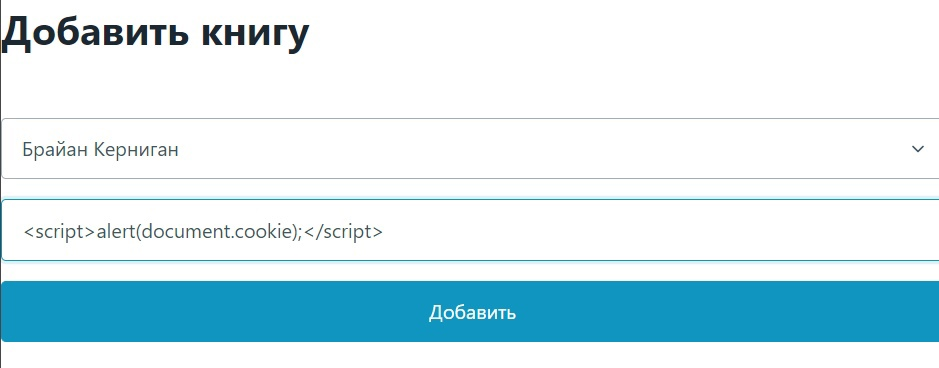 Добавить книгу
Брайан Керниган
<script>alert(document.cookie);</script>
Добавить